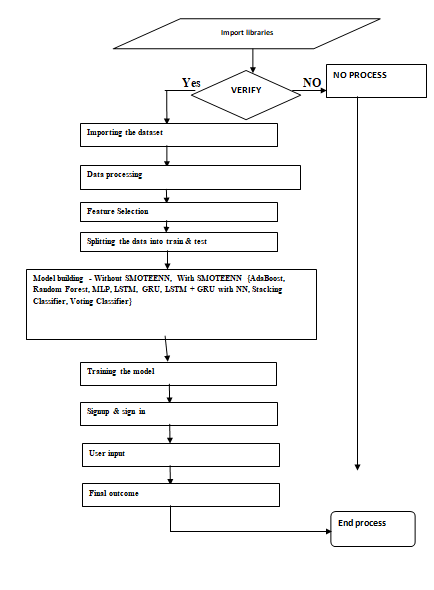 Import libraries
Yes
VERIFY
NO
NO PROCESS
Importing the dataset
Data processing
Feature Selection
Splitting the data into train & test
Model building - Without SMOTEENN, With SMOTEENN {AdaBoost,
Random Forest, MLP, LSTM, GRU, LSTM + GRU with NN, Stacking
Classifier, Voting Classifier}
Training the model
Signup & sign in
User input
Final outcome
End process